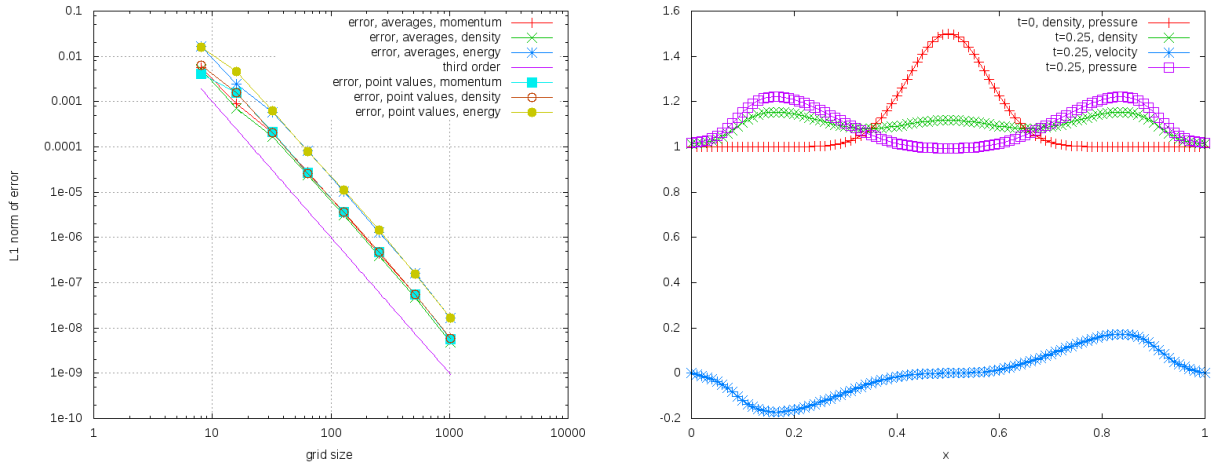 error, averages, momentum
error, averages, density
error, averages, energy
third order
error, point values, momentum
error, point values, density
error, point values, energy
0.1
0.01
0.001
0.0001
1e-05
1e-06
1e-07
1e-08
1e-09
1e-10
L1 norm of error
1
10
100
1000
10000
grid size
t=0, density, pressure
t=0.25, density
t=0.25, velocity
t=0.25, pressure
1.6
1.4
1.2
1
0.8
0.6
0.4
0.2
0
-0.2
0
0.2
0.4
0.6
0.8
1
x